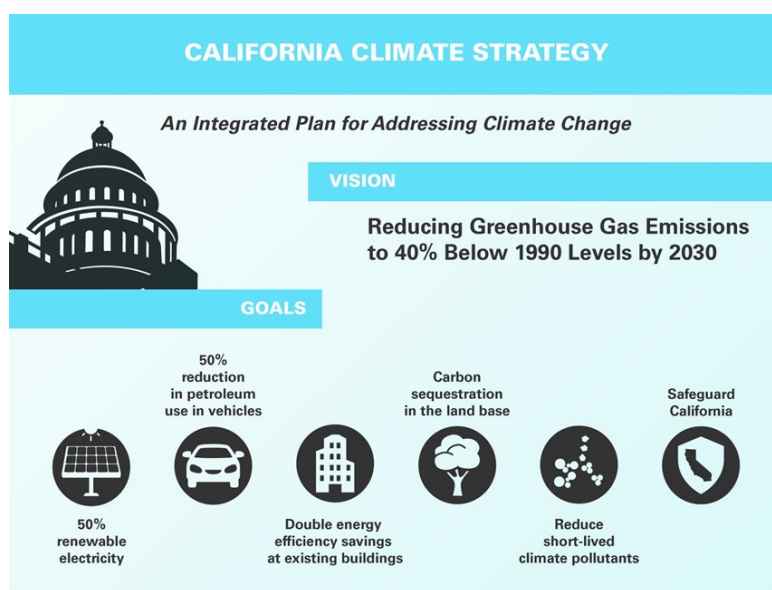 CALIFORNIA CLIMATE STRATEGY
An Integrated Plan for Addressing Climate Change
VISION
Reducing Greenhouse Gas Emissions
to 40% Below 1990 Levels by 2030
GOALS
50%
renewable
electricity
50%
reduction
in petroleum
use in vehicles
Double energy
efficiency savings
at existing buildings
Carbon
sequestration
in the land base
Reduce
short-lived
climate pollutants
Safeguard
California